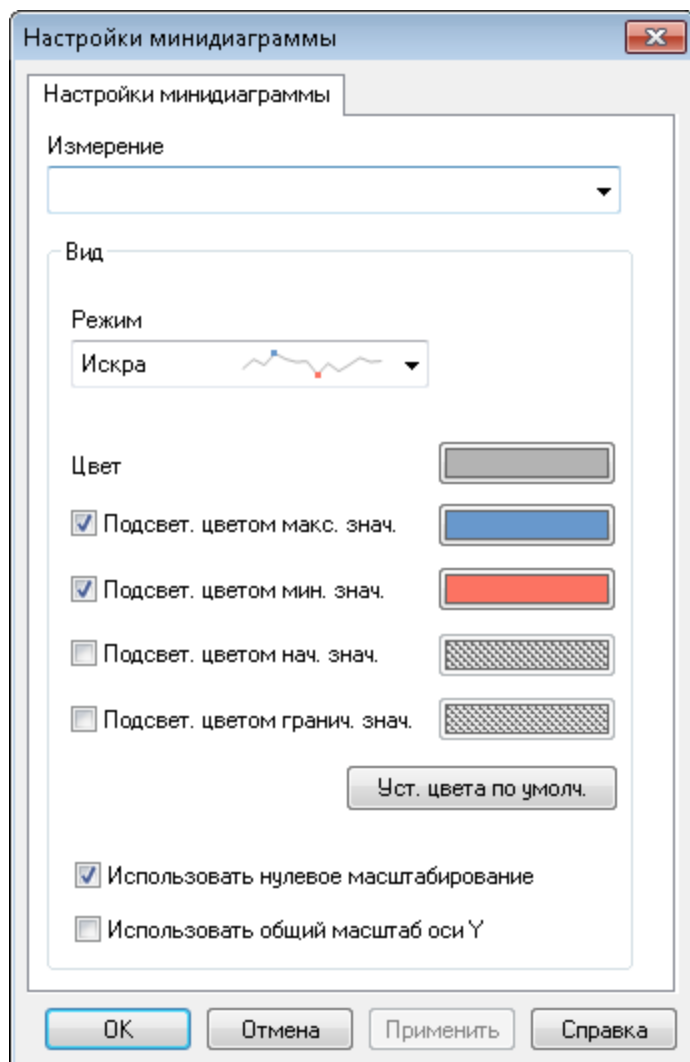 Настройки минидиаграммы
Настройки минидиаграммы
Измерение
Вид
Режим
Искра
Цвет
Подсвет. цветом макс. знач.
Подсвет. цветом мин. знач.
Подсвет. цветом нач. знач.
Подсвет. цветом гранич. знач.
Уст. цвета по умолч.
Использовать нулевое масштабирование
Использовать общий масштаб оси Y
OK
Отмена
Применить
Справка